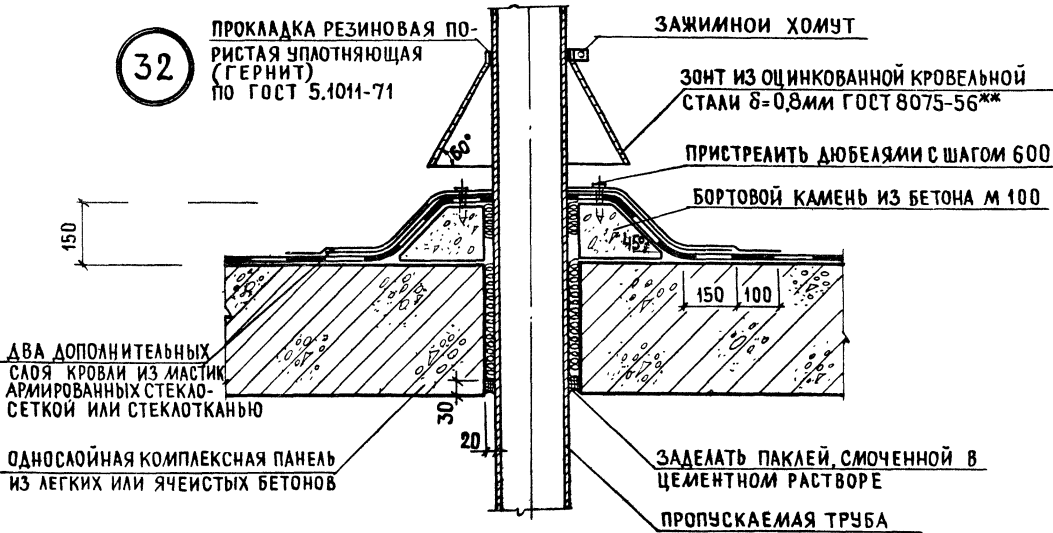 32
ПРОКЛАДКА РЕЗИНОВАЯ ПО-
РИСТАЯ УПЛОТНЯЮЩАЯ
(ГЕРНИТ)
ПО ГОСТ 5.1011-71
ЗАЖИМНОЙ ХОМУТ
ЗОНТ ИЗ ОЦИНКОВАННОЙ КРОВЕЛЬНОЙ
СТАЛИ δ=0,8мм ГОСТ 8075-56**
60°
ПРИСТРЕЛИТЬ ДЮБЕЛЯМИ С ШАГОМ 600
БОРТОВОЙ КАМЕНЬ ИЗ БЕТОНА М 100
150
45°
150
100
ДВА ДОПОЛНИТЕЛЬНЫХ
СЛОЯ КРОВЛИ ИЗ МАСТИК
АРМИРОВАННЫХ СТЕКЛО-
СЕТКОЙ ИЛИ СТЕКЛОТКАНЬЮ
30
20
ОДНОСЛОЙНАЯ КОМПЛЕКСНАЯ ПАНЕЛЬ
ИЗ ЛЕГКИХ ИЛИ ЯЧЕИСТЫХ БЕТОНОВ
ЗАДЕЛАТЬ ПАКЛЕЙ, СМОЧЕННОЙ В
ЦЕМЕНТНОМ РАСТВОРЕ
ПРОПУСКАЕМАЯ ТРУБА